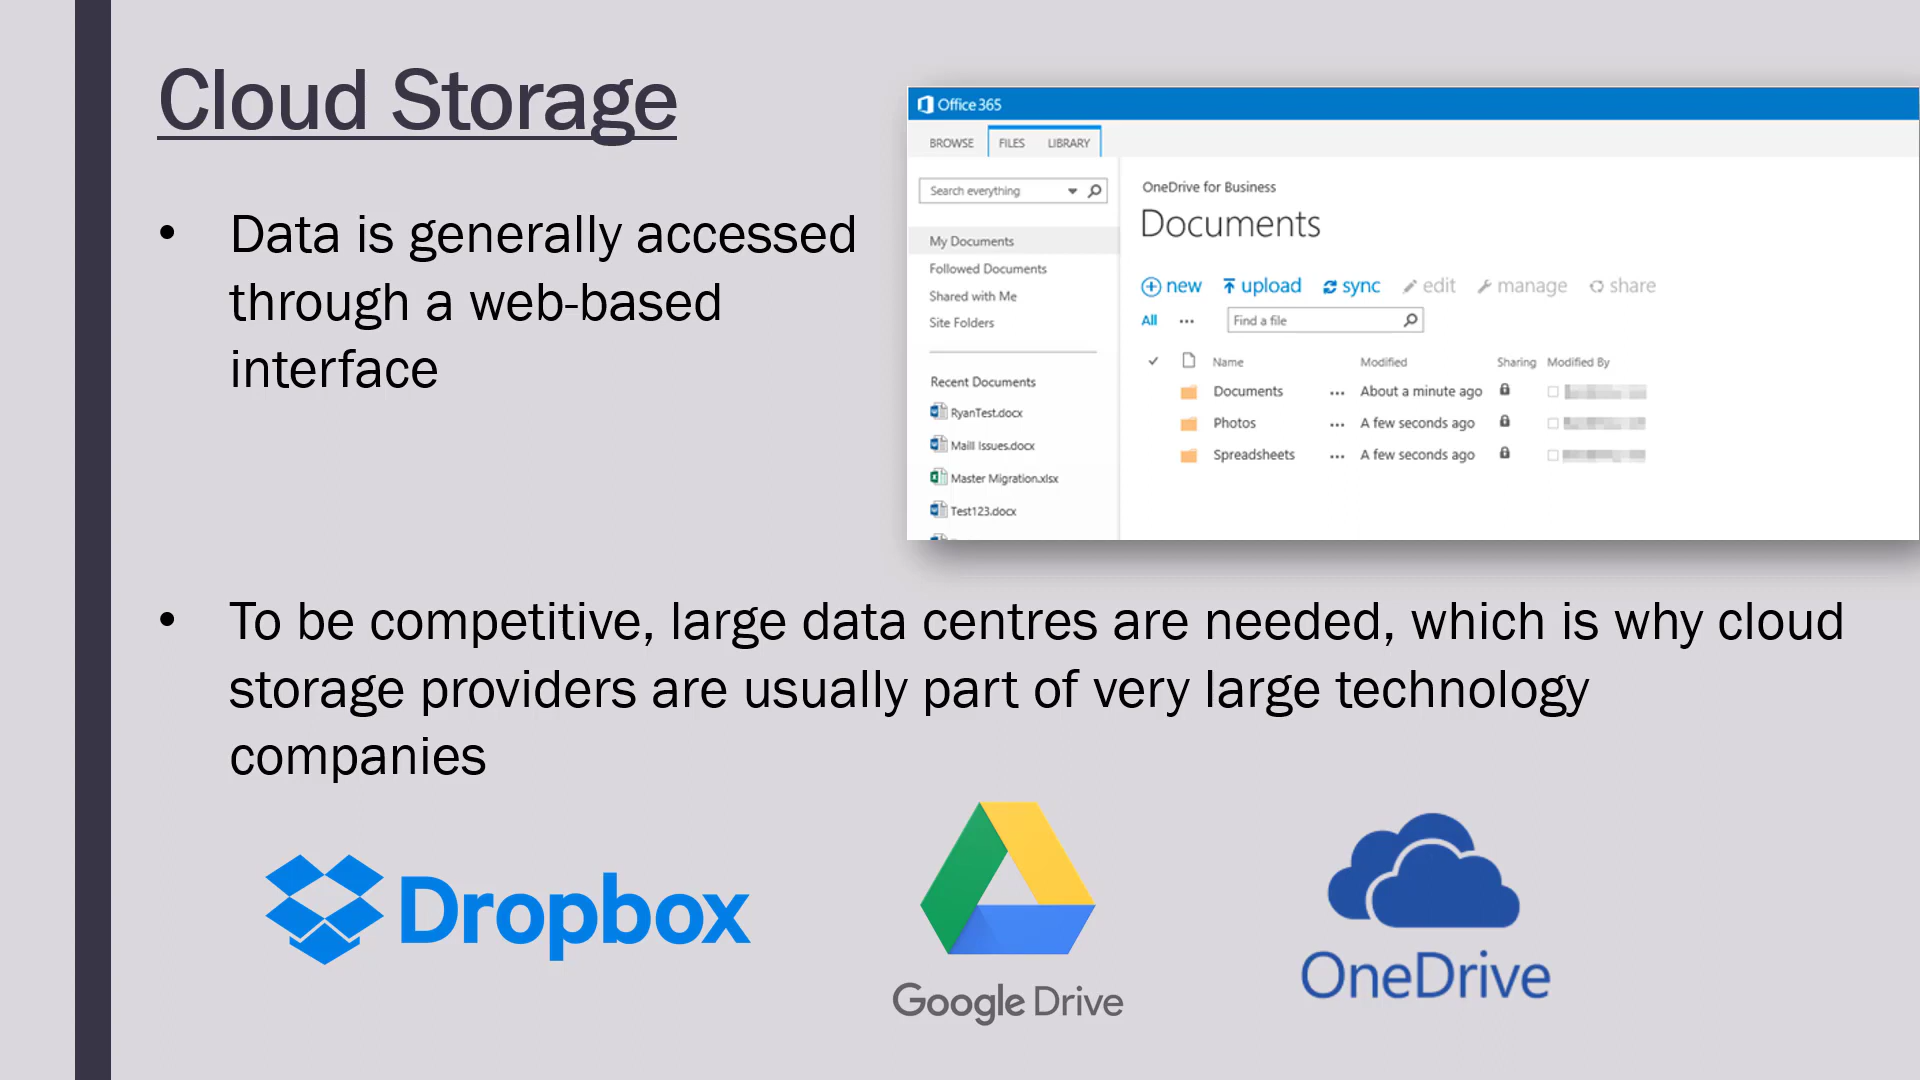 Cloud Storage
• Data is generally accessed
through a web-based
interface
Office 365
BROWSE FILES LIBRARY
Search everything
My Documents
Followed Documents
Shared with Me
Site Folders
Recent Documents
RyanTest.docx
Maill Issues.docx
Master Migration.xlsx
Test123.docx
OneDrive for Business
Documents
new upload sync edit manage share
All ... Find a file
Name Modified Sharing Modified By
Documents ... About a minute ago
Photos ... A few seconds ago
Spreadsheets ... A few seconds ago
• To be competitive, large data centres are needed, which is why cloud
storage providers are usually part of very large technology
companies
Dropbox
Google Drive
OneDrive